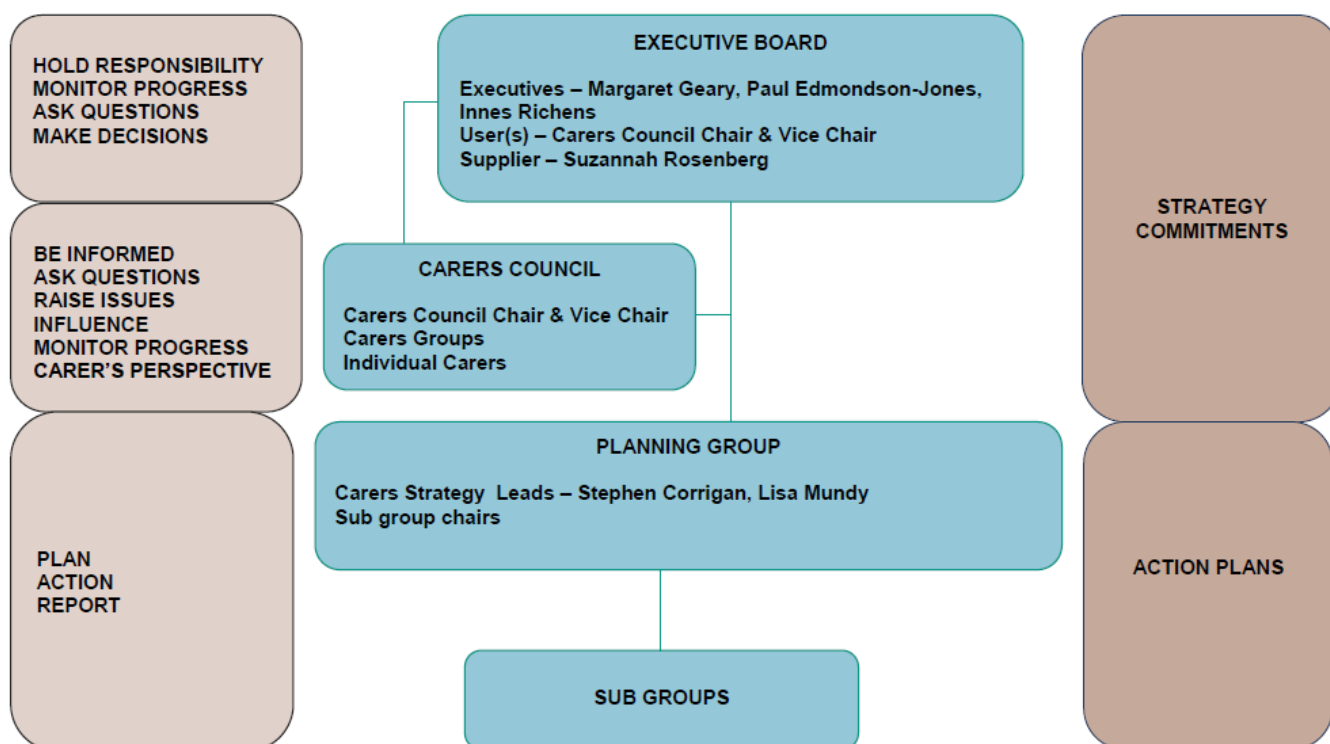 HOLD RESPONSIBILITY
MONITOR PROGRESS
ASK QUESTIONS
MAKE DECISIONS
EXECUTIVE BOARD
Executives – Margaret Geary, Paul Edmondson-Jones,
Innes Richens
User(s) – Carers Council Chair & Vice Chair
Supplier – Suzannah Rosenberg
STRATEGY
COMMITMENTS
BE INFORMED
ASK QUESTIONS
RAISE ISSUES
INFLUENCE
MONITOR PROGRESS
CARER'S PERSPECTIVE
CARERS COUNCIL
Carers Council Chair & Vice Chair
Carers Groups
Individual Carers
PLANNING GROUP
Carers Strategy Leads – Stephen Corrigan, Lisa Mundy
Sub group chairs
PLAN
ACTION
REPORT
ACTION PLANS
SUB GROUPS